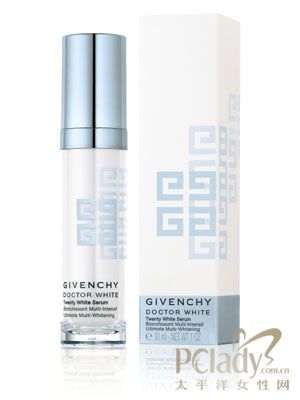 GIVENCHY
DOCTOR WHITE
Twenty White Serum
Blanchissant Multi-Intensif
Ultimate Multi-Whitening
GIVENCHY
DOCTOR WHITE
Twenty White Serum
Blanchissant Multi-Intensif
Ultimate Multi-Whitening
30 ml - NET WT 1 OZ.
PClady.com.cn
太平洋女性网